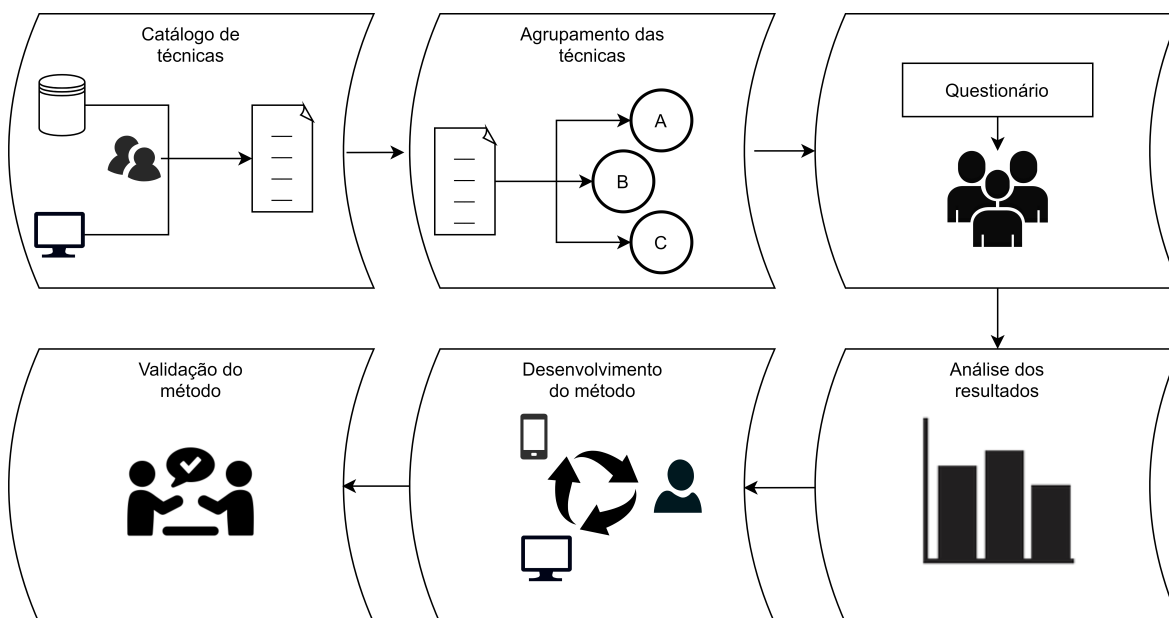 Catálogo de
técnicas
Agrupamento das
técnicas
A
B
C
Questionário
Validação do
método
Desenvolvimento
do método
Análise dos
resultados